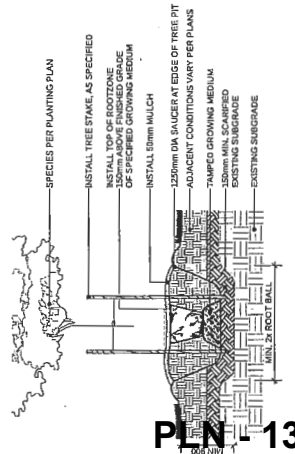 SPECIES PER PLANTING PLAN
INSTALL TREE STAKE, AS SPECIFIED
INSTALL TOP OF ROOTZONE
150mm ABOVE FINISHED GRADE
OF SPECIFIED GROWING MEDIUM
INSTALL 50mm MULCH
1250mm DIA SAUCER AT EDGE OF TREE PIT
ADJACENT CONDITIONS VARY PER PLANS
TAMPED GROWING MEDIUM
150mm MIN. SCARIFIED
EXISTING SUBGRADE
EXISTING SUBGRADE
MIN. 2x ROOT BALL
MIN 900
PLN - 13